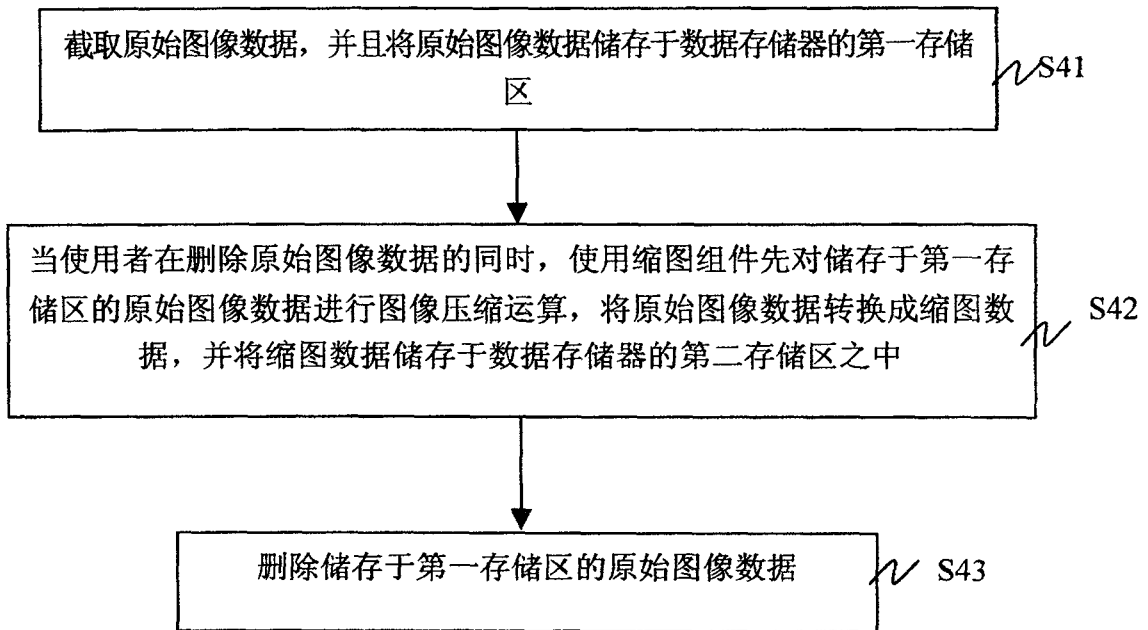 截取原始图像数据，并且将原始图像数据储存于数据存储器的第一存储
区
S41
当使用者在删除原始图像数据的同时，使用缩图组件先对储存于第一存
储区的原始图像数据进行图像压缩运算，将原始图像数据转换成缩图数
据，并将缩图数据储存于数据存储器的第二存储区之中
S42
删除储存于第一存储区的原始图像数据
S43